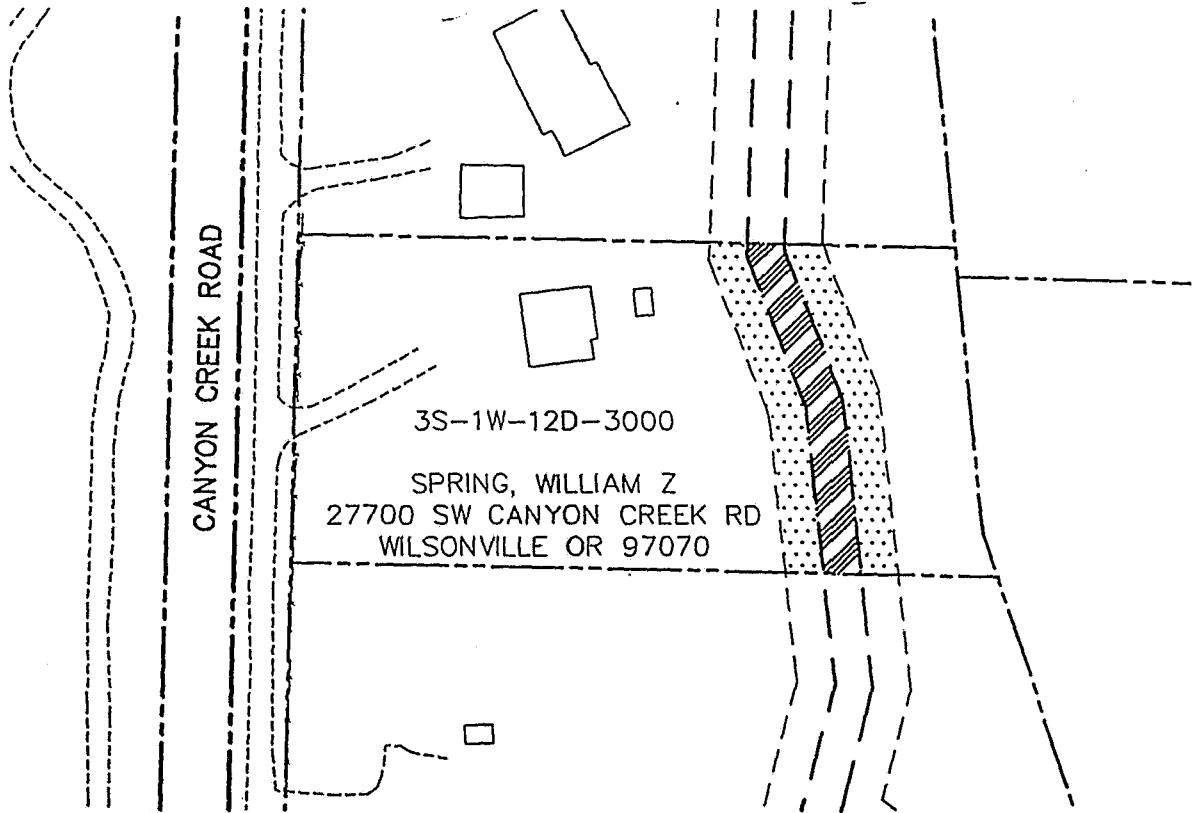 CANYON CREEK ROAD
3S-1W-12D-3000
SPRING, WILLIAM Z
27700 SW CANYON CREEK RD
WILSONVILLE OR 97070